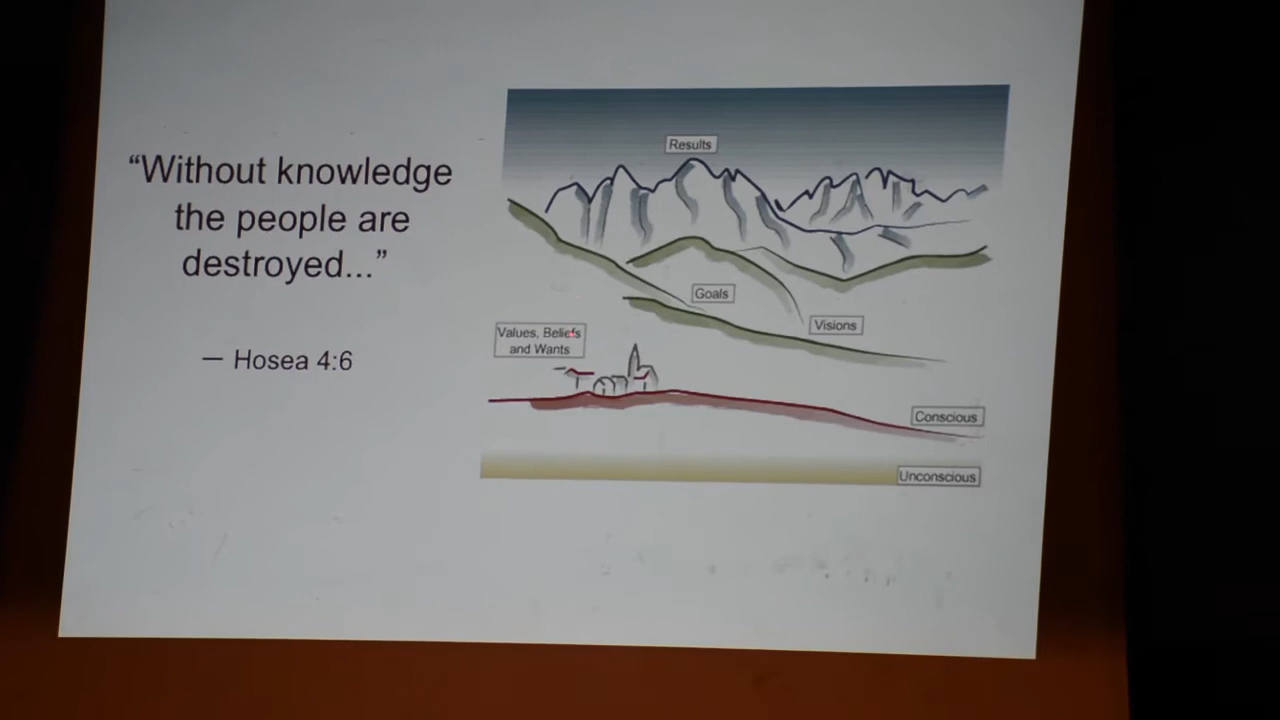 “Without knowledge
the people are
destroyed...”
— Hosea 4:6
Results
Goals
Visions
Values, Beliefs
and Wants
Conscious
Unconscious